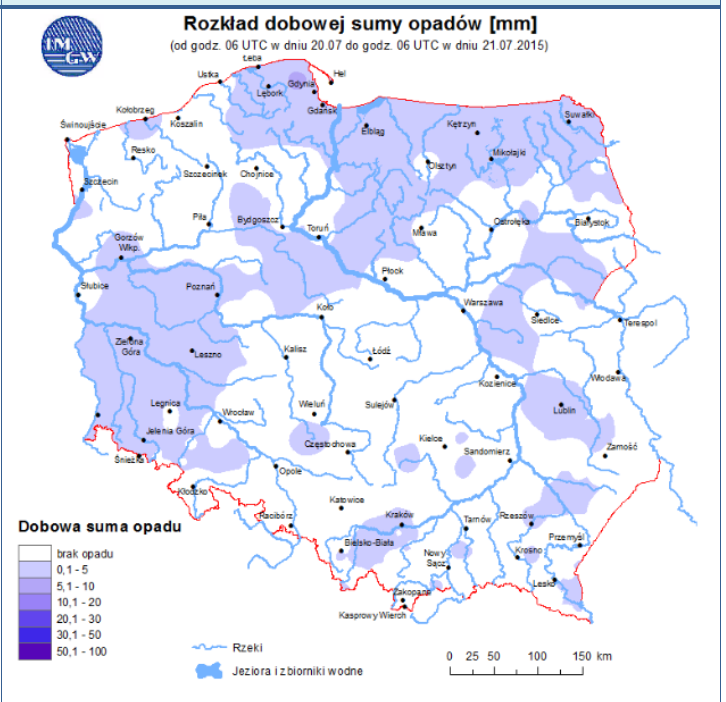 Rozkład dobowej sumy opadów [mm]
(od godz. 06 UTC w dniu 20.07 do godz. 06 UTC w dniu 21.07.2015)
IM
GW
Łeba
Ustka
Hel
Lębork
Gdynia
Gdańsk
Kołobrzeg
Koszalin
Świnoujście
Elbląg
Kętrzyn
Suwałki
Resko
Szczecinek
Chojnice
Olsztyn
Mikołajki
Szczecin
Piła
Bydgoszcz
Toruń
Mława
Ostrołęka
Białystok
Gorzów
Wlkp.
Płock
Słubice
Poznań
Koło
Warszawa
Siedlce
Terespol
Zielona
Góra
Leszno
Kalisz
Łódź
Kozienice
Włodawa
Legnica
Wrocław
Wieluń
Sulejów
Lublin
Jelenia Góra
Częstochowa
Kielce
Sandomierz
Zamość
Śnieżka
Opole
Kłodzko
Katowice
Racibórz
Kraków
Tarnów
Rzeszów
Bielsko-Biała
Nowy
Sącz
Krosno
Przemyśl
Lesko
Zakopane
Kasprowy Wierch
Dobowa suma opadu
brak opadu
0,1 - 5
5,1 - 10
10,1 - 20
20,1 - 30
30,1 - 50
50,1 - 100
Rzeki
Jeziora i zbiorniki wodne
0 25 50 100 150 km